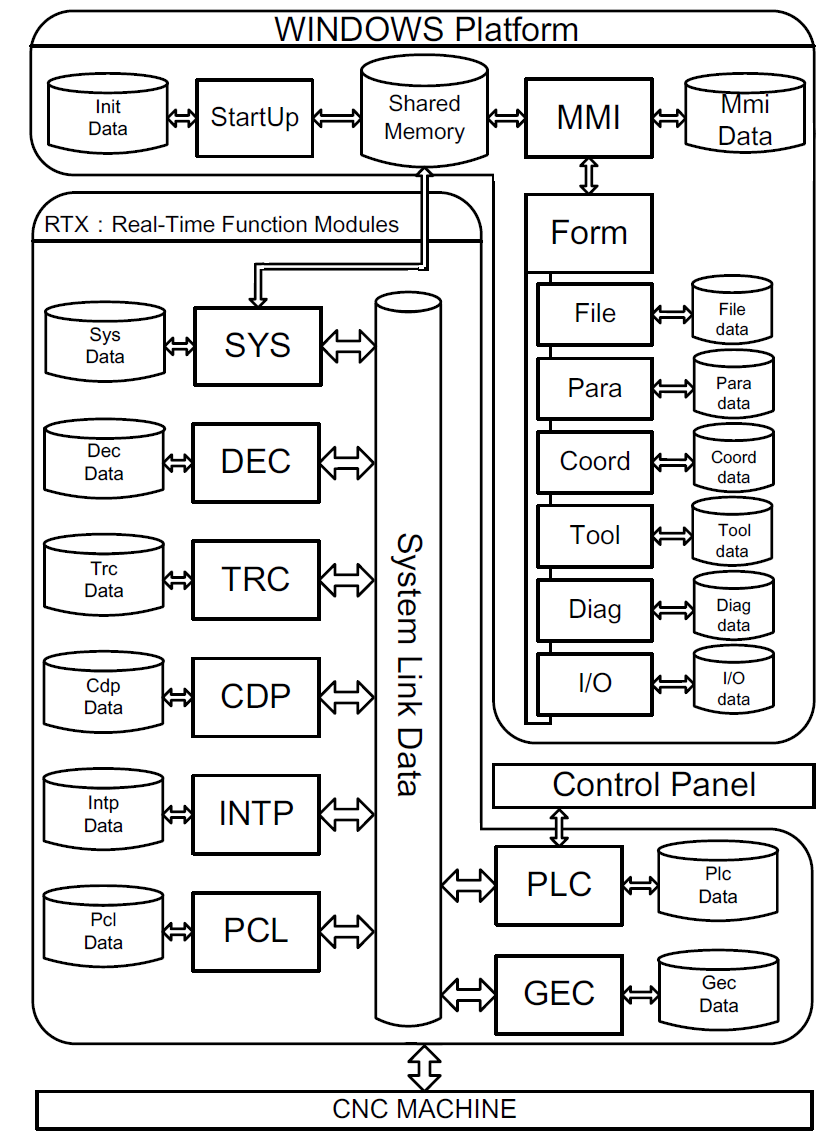 WINDOWS Platform
Init
Data
StartUp
Shared
Memory
MMI
Mmi
Data
RTX : Real-Time Function Modules
Form
File
File
data
Para
Para
data
Coord
Coord
data
Tool
Tool
data
Diag
Diag
data
I/O
I/O
data
Sys
Data
SYS
Dec
Data
DEC
Trc
Data
TRC
Cdp
Data
CDP
Intp
Data
INTP
Pcl
Data
PCL
System Link Data
Control Panel
PLC
Plc
Data
GEC
Gec
Data
CNC MACHINE